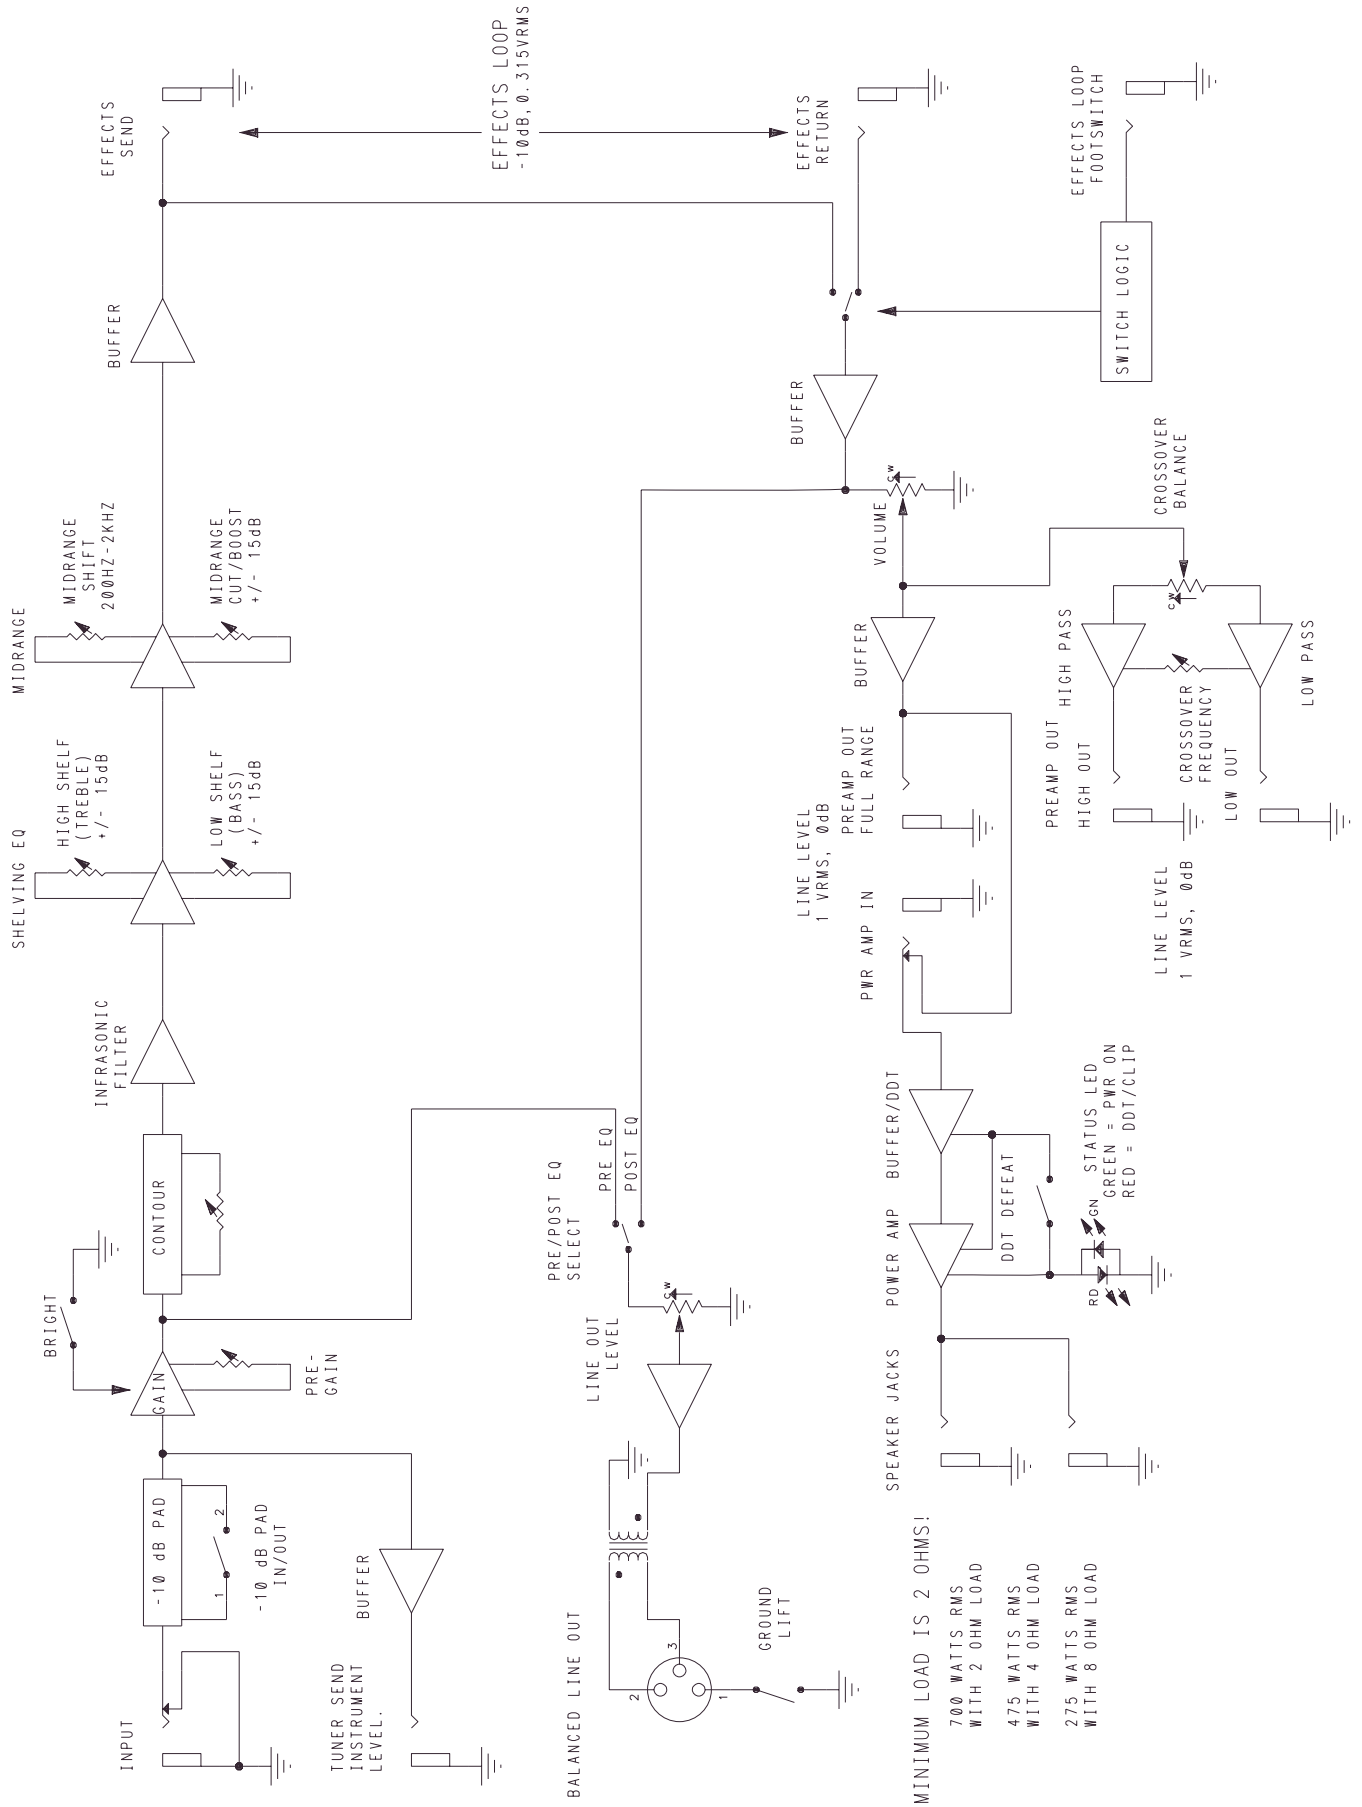 INPUT
-10 dB PAD
1
2
-10 dB PAD
IN/OUT
TUNER SEND
INSTRUMENT
LEVEL.
BUFFER
BRIGHT
GAIN
PRE-
GAIN
CONTOUR
INFRASONIC
FILTER
SHELVING EQ
HIGH SHELF
(TREBLE)
+/- 15dB
LOW SHELF
(BASS)
+/- 15dB
MIDRANGE
MIDRANGE
SHIFT
200HZ-2KHZ
MIDRANGE
CUT/BOOST
+/- 15dB
BUFFER
EFFECTS
SEND
EFFECTS LOOP
-10dB,0.315VRMS
EFFECTS
RETURN
EFFECTS LOOP
FOOTSWITCH
SWITCH LOGIC
BUFFER
BALANCED LINE OUT
2
3
1
GROUND
LIFT
LINE OUT
LEVEL
CW
PRE/POST EQ
SELECT
PRE EQ
POST EQ
VOLUME
CW
BUFFER
LINE LEVEL
1 VRMS, 0dB
PREAMP OUT
FULL RANGE
PWR AMP IN
BUFFER/DDT
POWER AMP
DDT DEFEAT
STATUS LED
GREEN = PWR ON
RED = DDT/CLIP
GN
RD
SPEAKER JACKS
MINIMUM LOAD IS 2 OHMS!
700 WATTS RMS
WITH 2 OHM LOAD
475 WATTS RMS
WITH 4 OHM LOAD
275 WATTS RMS
WITH 8 OHM LOAD
CROSSOVER
BALANCE
CW
HIGH PASS
LOW PASS
CROSSOVER
FREQUENCY
PREAMP OUT
HIGH OUT
LOW OUT
LINE LEVEL
1 VRMS, 0dB